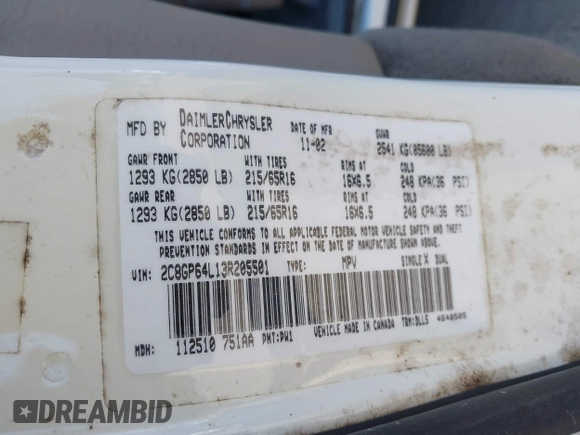 MFD BY DAIMLERCHRYSLER CORPORATION DATE OF MFR 11-02 GVWR 2541 KG(05600 LB)
GAWR FRONT WITH TIRES RIMS AT COLD
1293 KG(2850 LB) 215/65R16 16X6.5 248 KPA(36 PSI)
GAWR REAR WITH TIRES RIMS AT COLD
1293 KG(2850 LB) 215/65R16 16X6.5 248 KPA(36 PSI)
THIS VEHICLE CONFORMS TO ALL APPLICABLE FEDERAL MOTOR VEHICLE SAFETY AND THEFT
PREVENTION STANDARDS IN EFFECT ON THE DATE OF MANUFACTURE SHOWN ABOVE
VIN: 2C8GP64L13R205501 TYPE: MPV SINGLE X DUAL
MDH: 112510 751AA PNT:PW1 VEHICLE MADE IN CANADA TRM:DLL5 4648505
DREAMBID